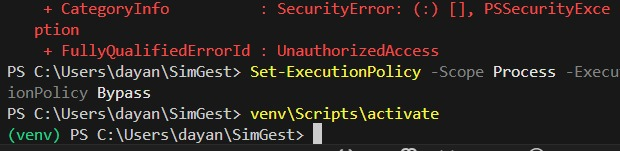 + CategoryInfo          : SecurityError: (:) [], PSSecurityExce
ption
+ FullyQualifiedErrorId : UnauthorizedAccess
PS C:\Users\dayan\SimGest> Set-ExecutionPolicy -Scope Process -Execut
ionPolicy Bypass
PS C:\Users\dayan\SimGest> venv\Scripts\activate
(venv) PS C:\Users\dayan\SimGest>